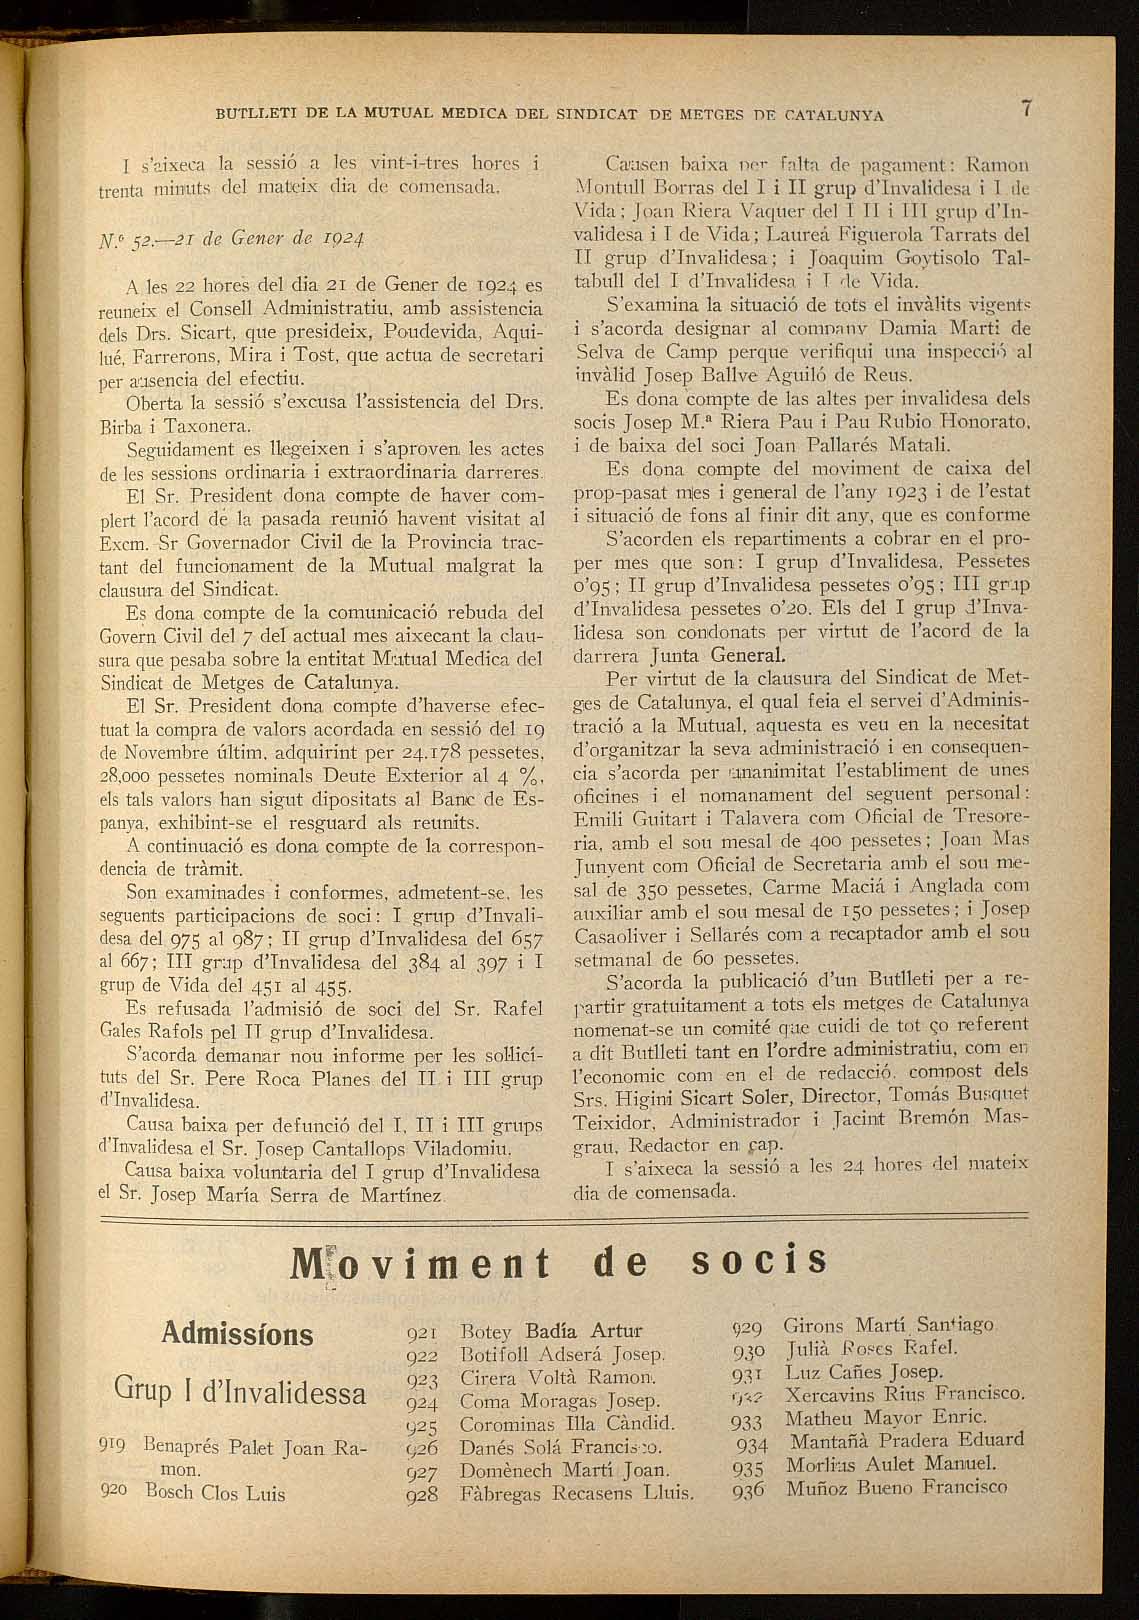 BUTLLETI DE LA MUTUAL MEDICA DEL SINDICAT DE METGES DE CATALUNYA
7
I s'aixeca la sessió a les vint-i-tres hores i
trenta minuts del mateix dia de comensada.
N.º 52.—21 de Gener de 1924
A les 22 hores del dia 21 de Gener de 1924 es
reuneix el Consell Administratiu, amb assistencia
dels Drs. Sicart, que presideix, Poudevida, Aqui-
lué, Farrerons, Mira i Tost, que actua de secretari
per ausencia del efectiu.
Oberta la sessió s'excusa l'assistencia del Drs.
Birba i Taxonera.
Seguidament es llegeixen i s'aproven les actes
de les sessions ordinaria i extraordinaria darreres.
El Sr. President dona compte de haver com-
plert l'acord de la pasada reunió havent visitat al
Excm. Sr Governador Civil de la Provincia trac-
tant del funcionament de la Mutual malgrat la
clausura del Sindicat.
Es dona compte de la comunicació rebuda del
Govern Civil del 7 del actual mes aixecant la clau-
sura que pesaba sobre la entitat Mutual Medica del
Sindicat de Metges de Catalunya.
El Sr. President dona compte d'haverse efec-
tuat la compra de valors acordada en sessió del 19
de Novembre últim, adquirint per 24.178 pessetes,
28,000 pessetes nominals Deute Exterior al 4 %,
els tals valors han sigut dipositats al Banc de Es-
panya, exhibint-se el resguard als reunits.
A continuació es dona compte de la correspon-
dencia de tràmit.
Son examinades i conformes, admetent-se, les
seguents participacions de soci: I grup d'Invali-
desa del 975 al 987; II grup d'Invalidesa del 657
al 667; III grup d'Invalidesa del 384 al 397 i I
grup de Vida del 451 al 455.
Es refusada l'admisió de soci del Sr. Rafel
Gales Rafols pel II grup d'Invalidesa.
S'acorda demanar nou informe per les sol·lici-
tuts del Sr. Pere Roca Planes del II i III grup
d'Invalidesa.
Causa baixa per defunció del I, II i III grups
d'Invalidesa el Sr. Josep Cantallops Viladomiu.
Causa baixa voluntaria del I grup d'Invalidesa
el Sr. Josep María Serra de Martínez.
Causen baixa per falta de pagament: Ramon
Montull Borras del I i II grup d'Invalidesa i I de
Vida; Joan Riera Vaquer del I II i III grup d'In-
validesa i I de Vida; Laureá Figuerola Tarrats del
II grup d'Invalidesa; i Joaquim Goytisolo Tal-
tabull del I d'Invalidesa i I de Vida.
S'examina la situació de tots el invàlits vigents
i s'acorda designar al company Damia Marti de
Selva de Camp perque verifiqui una inspecció al
invàlid Josep Ballve Aguiló de Reus.
Es dona compte de las altes per invalidesa dels
socis Josep M.ª Riera Pau i Pau Rubio Honorato,
i de baixa del soci Joan Pallarés Matali.
Es dona compte del moviment de caixa del
prop-pasat mes i general de l'any 1923 i de l'estat
i situació de fons al finir dit any, que es conforme
S'acorden els repartiments a cobrar en el pro-
per mes que son: I grup d'Invalidesa, Pessetes
0'95; II grup d'Invalidesa pessetes 0'95; III grup
d'Invalidesa pessetes 0'20. Els del I grup d'Inva-
lidesa son condonats per virtut de l'acord de la
darrera Junta General.
Per virtut de la clausura del Sindicat de Met-
ges de Catalunya, el qual feia el servei d'Adminis-
tració a la Mutual, aquesta es veu en la necesitat
d'organitzar la seva administració i en consequen-
cia s'acorda per unanimitat l'establiment de unes
oficines i el nomanament del seguent personal:
Emili Guitart i Talavera com Oficial de Tresore-
ria, amb el sou mesal de 400 pessetes; Joan Mas
Junyent com Oficial de Secretaria amb el sou me-
sal de 350 pessetes, Carme Maciá i Anglada com
auxiliar amb el sou mesal de 150 pessetes; i Josep
Casaoliver i Sellarés com a recaptador amb el sou
setmanal de 60 pessetes.
S'acorda la publicació d'un Butlleti per a re-
partir gratuitament a tots els metges de Catalunya
nomenat-se un comité que cuidi de tot ço referent
a dit Butlleti tant en l'ordre administratiu, com en
l'economic com en el de redacció, compost dels
Srs. Higini Sicart Soler, Director, Tomás Busquet
Teixidor, Administrador i Jacint Bremón Mas-
grau, Redactor en çap.
I s'aixeca la sessió a les 24 hores del mateix
dia de comensada.
Moviment de socis
Admissíons
Grup I d'Invalidessa
919 Benaprés Palet Joan Ra-
mon.
920 Bosch Clos Luis
921 Botey Badía Artur
922 Botifoll Adserá Josep.
923 Cirera Voltà Ramon.
924 Coma Moragas Josep.
925 Corominas Illa Càndid.
926 Danés Solá Francisco.
927 Domènech Martí Joan.
928 Fàbregas Recasens Lluis.
929 Girons Martí Santiago
930 Julià Roses Rafel.
931 Luz Cañes Josep.
932 Xercavins Rius Francisco.
933 Matheu Mayor Enric.
934 Mantañà Pradera Eduard
935 Morlius Aulet Manuel.
936 Muñoz Bueno Francisco